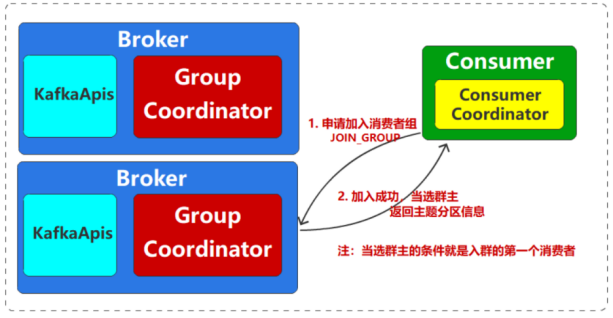 Broker
KafkaApis
Group
Coordinator
Consumer
Consumer
Coordinator
1. 申请加入消费者组
JOIN_GROUP
Broker
KafkaApis
Group
Coordinator
2. 加入成功，当选群主
返回主题分区信息
注：当选群主的条件就是入群的第一个消费者